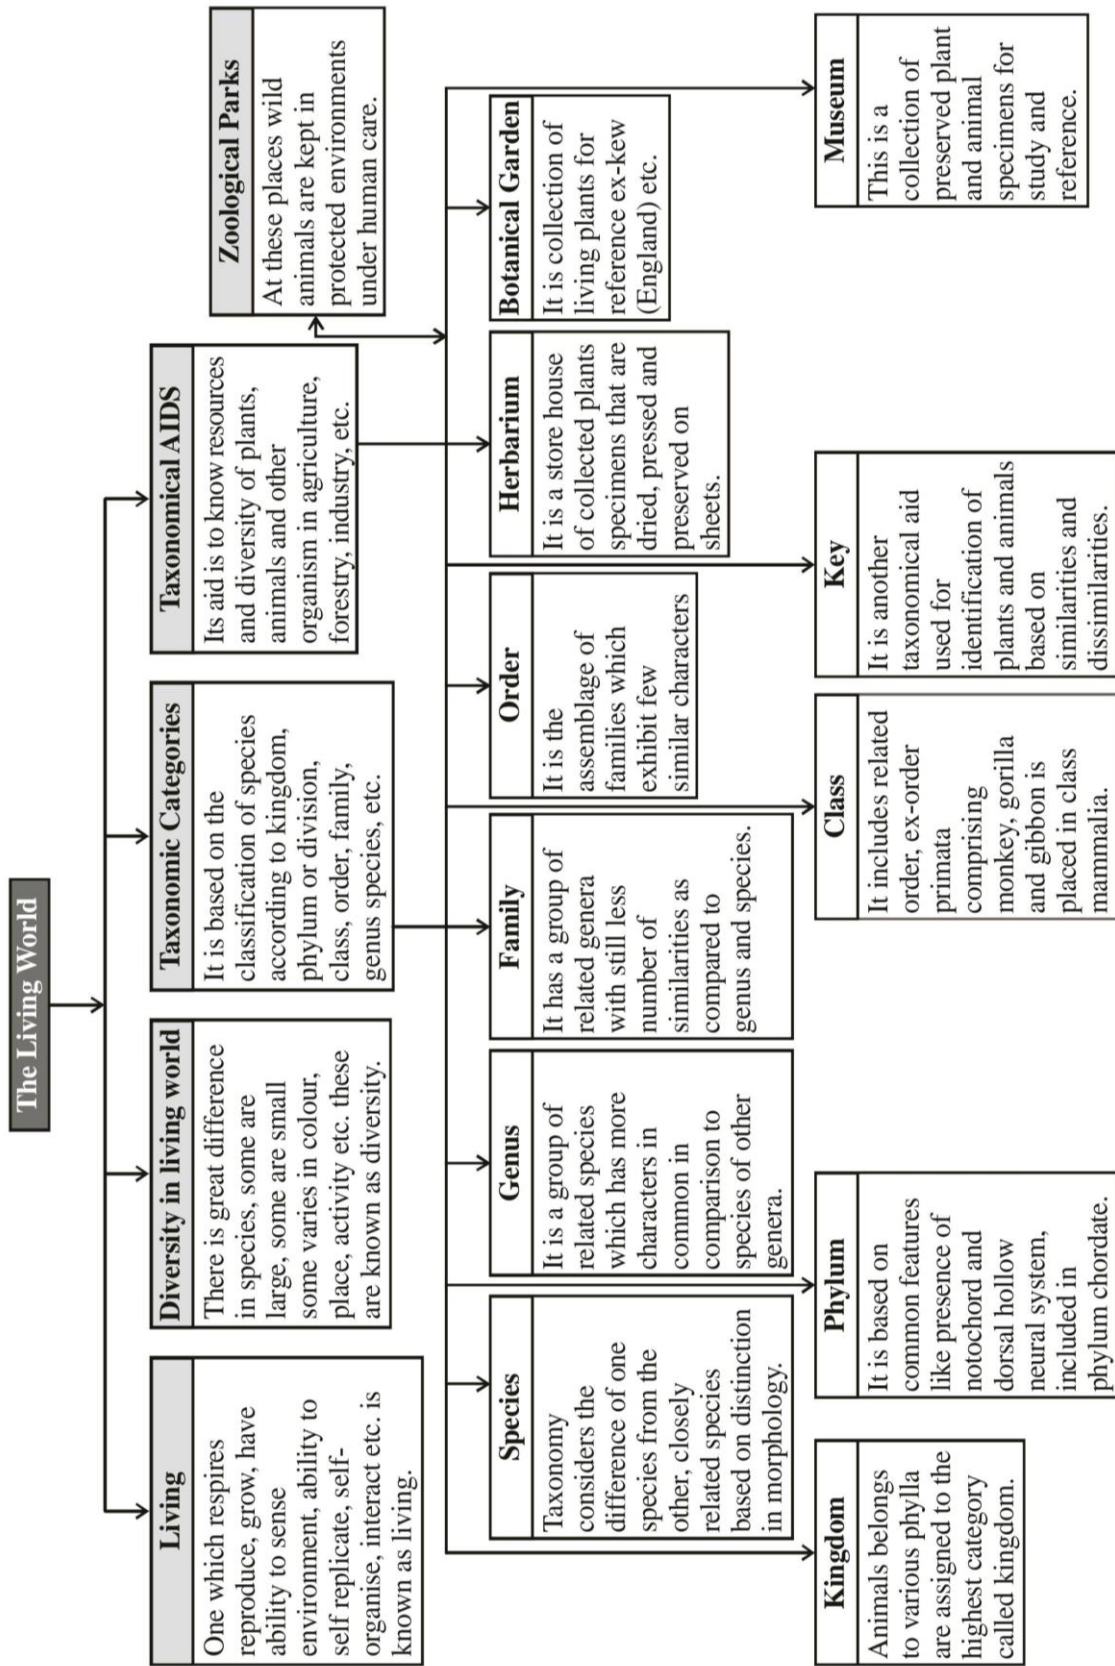 The Living World
Living
One which respires
reproduce, grow, have
ability to sense
environment, ability to
self replicate, self-
organise, interact etc. is
known as living.
Diversity in living world
There is great difference
in species, some are
large, some are small
some varies in colour,
place, activity etc. these
are known as diversity.
Taxonomic Categories
It is based on the
classification of species
according to kingdom,
phylum or division,
class, order, family,
genus species, etc.
Taxonomical AIDS
Its aid is to know resources
and diversity of plants,
animals and other
organism in agriculture,
forestry, industry, etc.
Zoological Parks
At these places wild
animals are kept in
protected environments
under human care.
Species
Taxonomy
considers the
difference of one
species from the
other, closely
related species
based on distinction
in morphology.
Genus
It is a group of
related species
which has more
characters in
common in
comparison to
species of other
genera.
Family
It has a group of
related genera
with still less
number of
similarities as
compared to
genus and species.
Order
It is the
assemblage of
families which
exhibit few
similar characters
Herbarium
It is a store house
of collected plants
specimens that are
dried, pressed and
preserved on
sheets.
Botanical Garden
It is collection of
living plants for
reference ex-kew
(England) etc.
Kingdom
Animals belongs
to various phylla
are assigned to the
highest category
called kingdom.
Phylum
It is based on
common features
like presence of
notochord and
dorsal hollow
neural system,
included in
phylum chordate.
Class
It includes related
order, ex-order
primata
comprising
monkey, gorilla
and gibbon is
placed in class
mammalia.
Key
It is another
taxonomical aid
used for
identification of
plants and animals
based on
similarities and
dissimilarities.
Museum
This is a
collection of
preserved plant
and animal
specimens for
study and
reference.